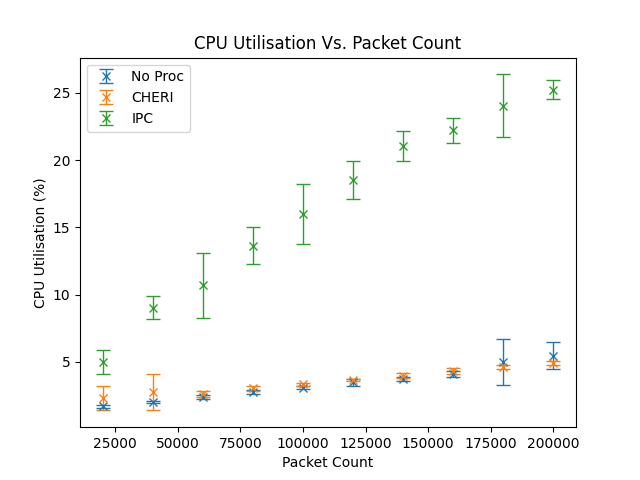 CPU Utilisation Vs. Packet Count
No Proc
CHERI
IPC
CPU Utilisation (%)
25
20
15
10
5
25000 50000 75000 100000 125000 150000 175000 200000
Packet Count